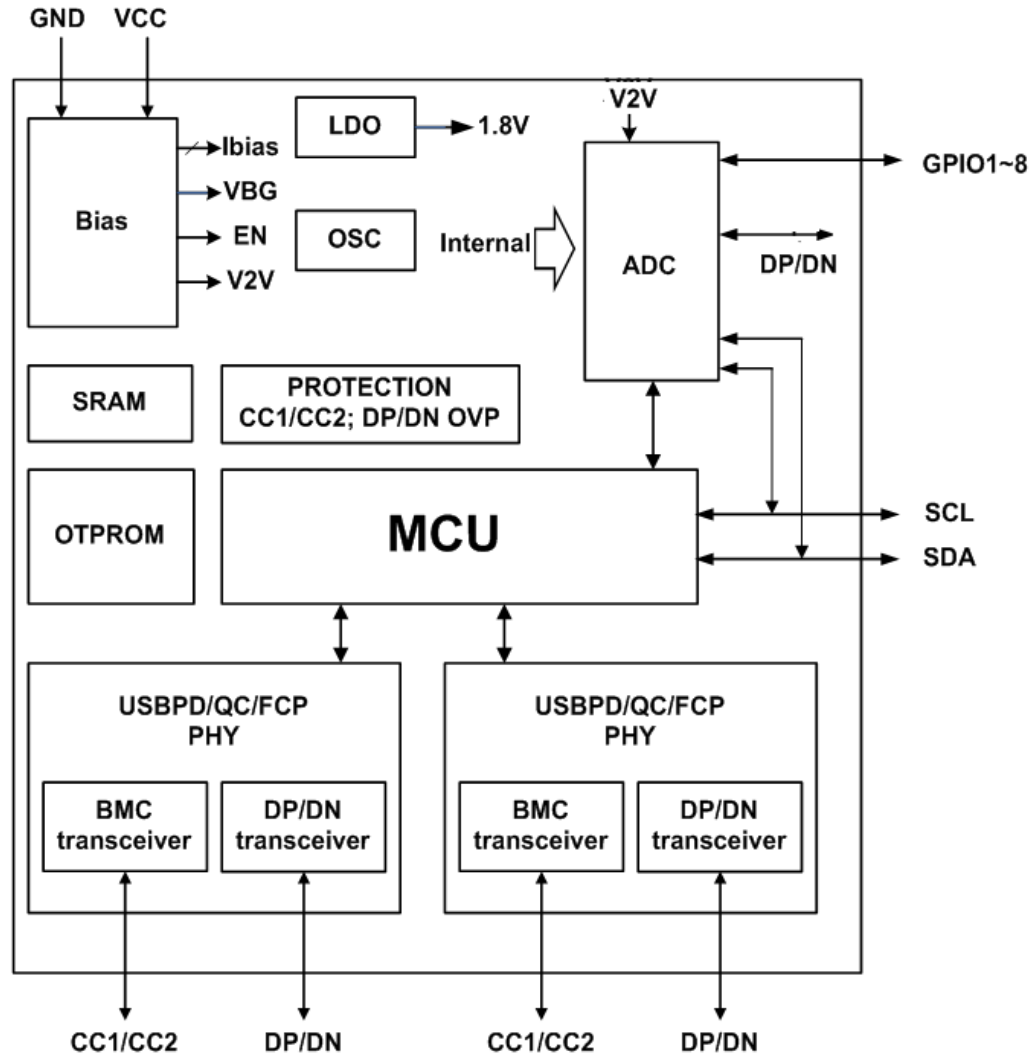 GND
VCC
LDO
1.8V
V2V
Ibias
VBG
EN
V2V
Bias
OSC
Internal
ADC
GPIO1~8
DP/DN
SRAM
PROTECTION
CC1/CC2; DP/DN OVP
OTPROM
MCU
SCL
SDA
USBPD/QC/FCP
PHY
BMC
transceiver
DP/DN
transceiver
USBPD/QC/FCP
PHY
BMC
transceiver
DP/DN
transceiver
CC1/CC2
DP/DN
CC1/CC2
DP/DN